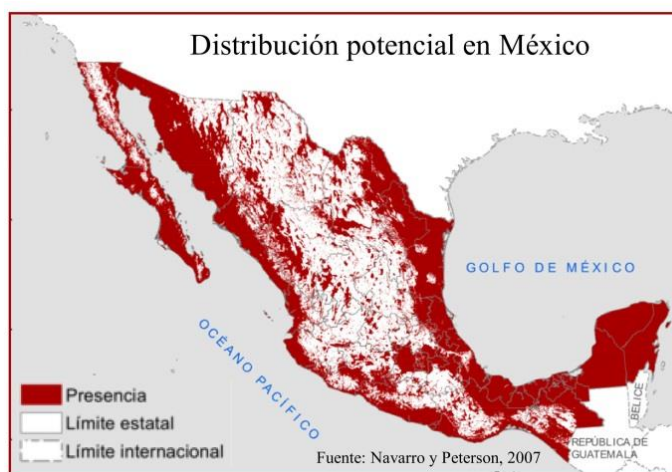 Distribución potencial en México
GOLFO DE MÉXICO
OCÉANO PACÍFICO
BELICE
REPÚBLICA DE
GUATEMALA
Presencia
Límite estatal
Límite internacional
Fuente: Navarro y Peterson, 2007